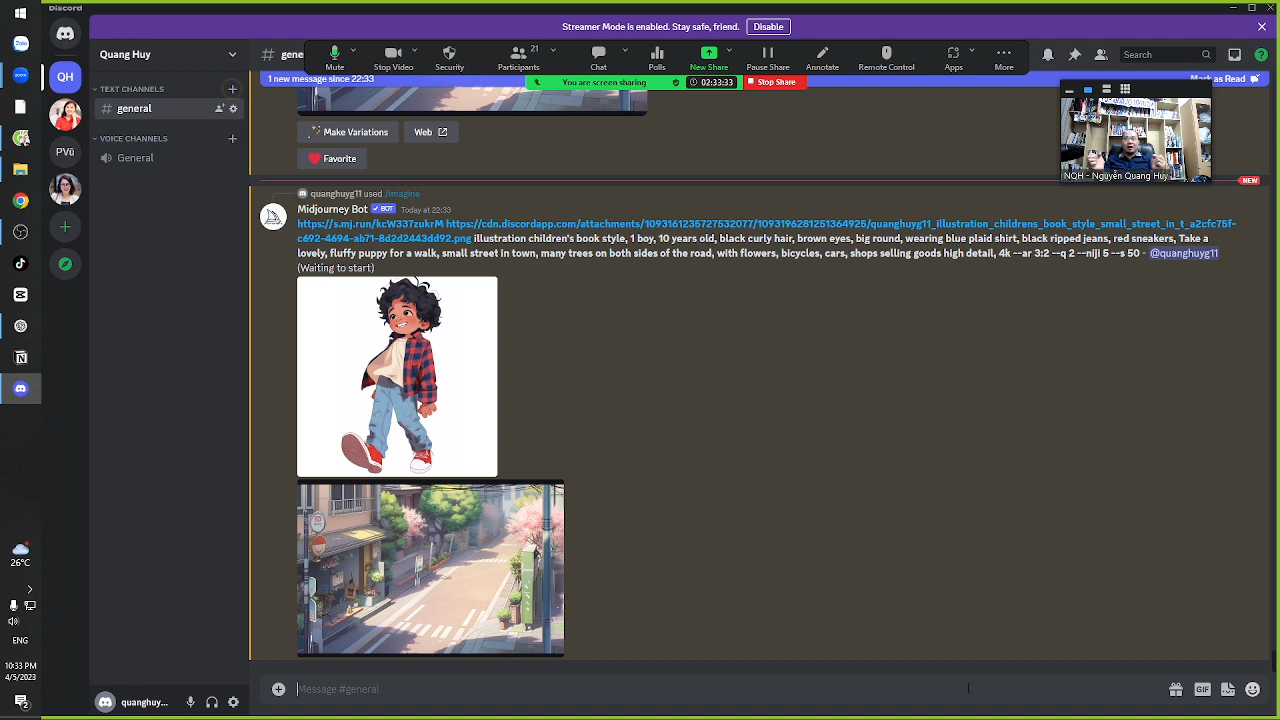 Discord
Streamer Mode is enabled. Stay safe, friend.
Disable
Quang Huy
# gene
Mute
Stop Video
Security
21
Participants
Chat
Polls
New Share
Pause Share
Annotate
Remote Control
Apps
More
Search
1 new message since 22:33
You are screen sharing
02:33:33
Stop Share
Mark as Read
TEXT CHANNELS
# general
VOICE CHANNELS
General
QH
PVũ
Make Variations
Web
Favorite
NQH - Nguyễn Quang Huy
NEW
quanghuyg11 used /imagine
Midjourney Bot BOT Today at 22:33
https://s.mj.run/kcW337zukrM https://cdn.discordapp.com/attachments/1093161235727532077/1093196281251364925/quanghuyg11_illustration_childrens_book_style_small_street_in_t_a2cfc75f-
c692-4694-ab71-8d2d2443dd92.png illustration children's book style, 1 boy, 10 years old, black curly hair, brown eyes, big round, wearing blue plaid shirt, black ripped jeans, red sneakers, Take a
lovely, fluffy puppy for a walk, small street in town, many trees on both sides of the road, with flowers, bicycles, cars, shops selling goods high detail, 4k --ar 3:2 --q 2 --niji 5 --s 50 - @quanghuyg11
(Waiting to start)
Message #general
GIF
quanghuy...
26°C
ENG
10:33 PM
4/5/2023
Zalo
zoom